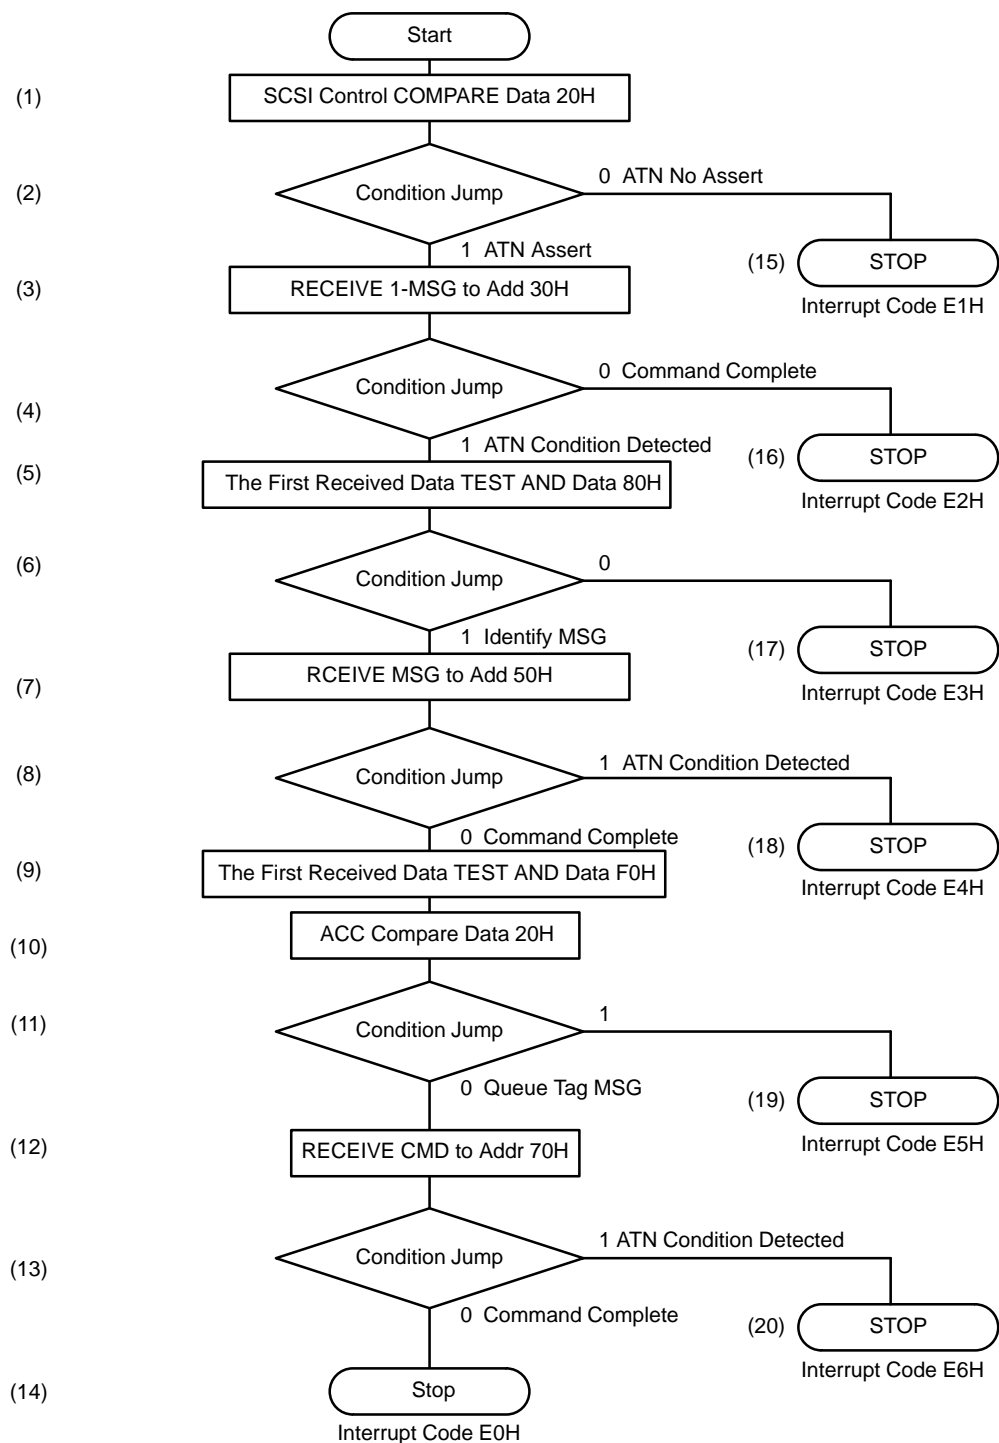 Start
(1)
SCSI Control COMPARE Data 20H
(2)
Condition Jump
0 ATN No Assert
1 ATN Assert
(15)
STOP
Interrupt Code E1H
(3)
RECEIVE 1-MSG to Add 30H
Condition Jump
0 Command Complete
(4)
1 ATN Condition Detected
(16)
STOP
Interrupt Code E2H
(5)
The First Received Data TEST AND Data 80H
(6)
Condition Jump
0
1 Identify MSG
(17)
STOP
Interrupt Code E3H
(7)
RCEIVE MSG to Add 50H
(8)
Condition Jump
1 ATN Condition Detected
0 Command Complete
(18)
STOP
Interrupt Code E4H
(9)
The First Received Data TEST AND Data F0H
(10)
ACC Compare Data 20H
(11)
Condition Jump
1
0 Queue Tag MSG
(19)
STOP
Interrupt Code E5H
(12)
RECEIVE CMD to Addr 70H
(13)
Condition Jump
1 ATN Condition Detected
0 Command Complete
(20)
STOP
Interrupt Code E6H
(14)
Stop
Interrupt Code E0H